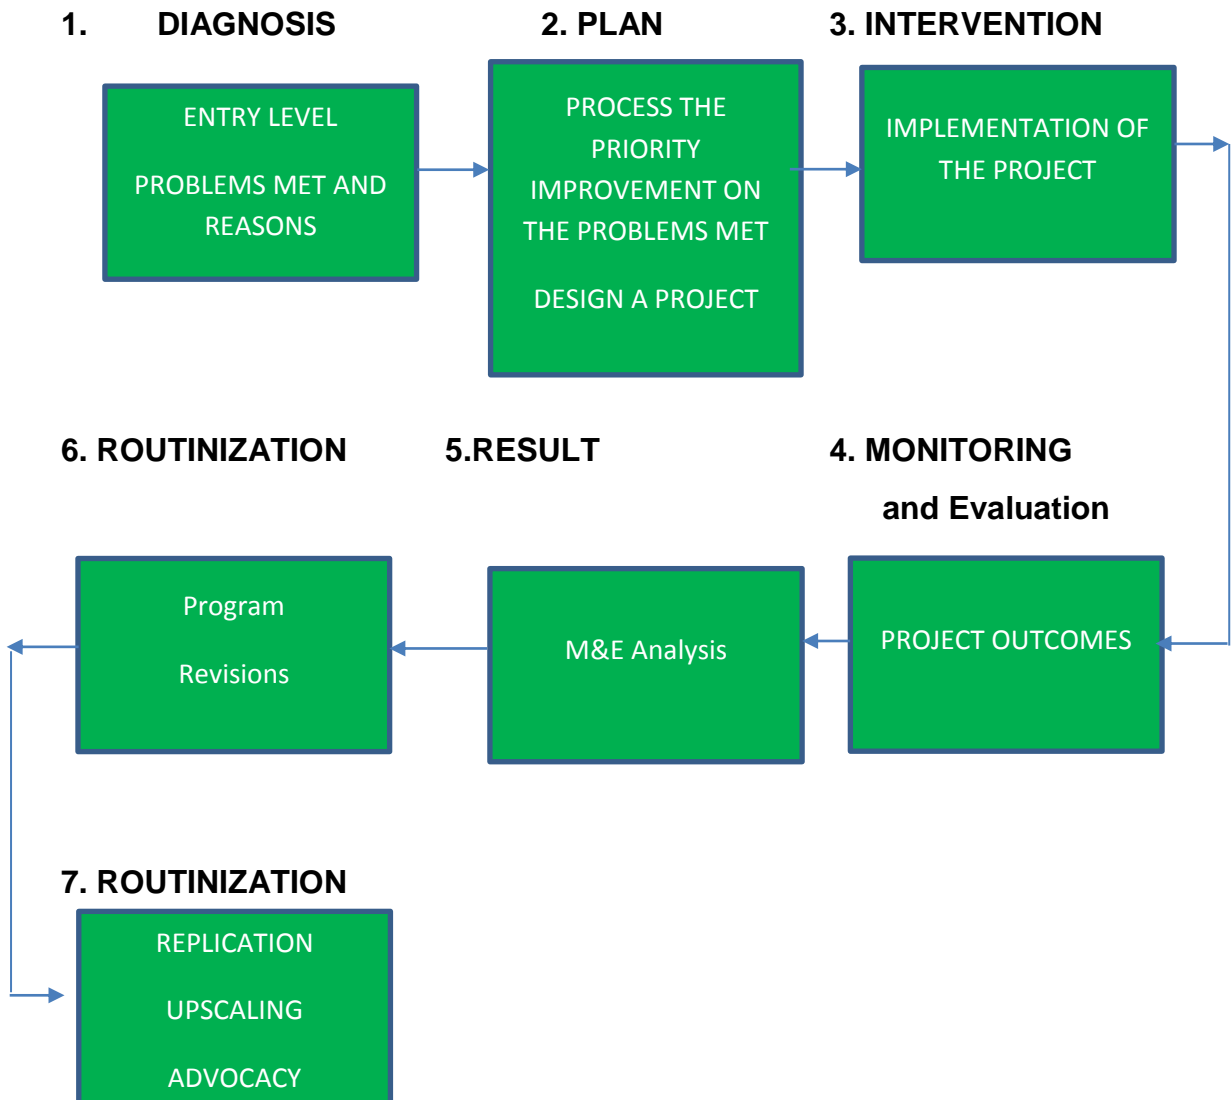 1. DIAGNOSIS
2. PLAN
3. INTERVENTION
ENTRY LEVEL
PROBLEMS MET AND
REASONS
PROCESS THE
PRIORITY
IMPROVEMENT ON
THE PROBLEMS MET
DESIGN A PROJECT
IMPLEMENTATION OF
THE PROJECT
6. ROUTINIZATION
5.RESULT
4. MONITORING
and Evaluation
Program
Revisions
M&E Analysis
PROJECT OUTCOMES
7. ROUTINIZATION
REPLICATION
UPSCALING
ADVOCACY